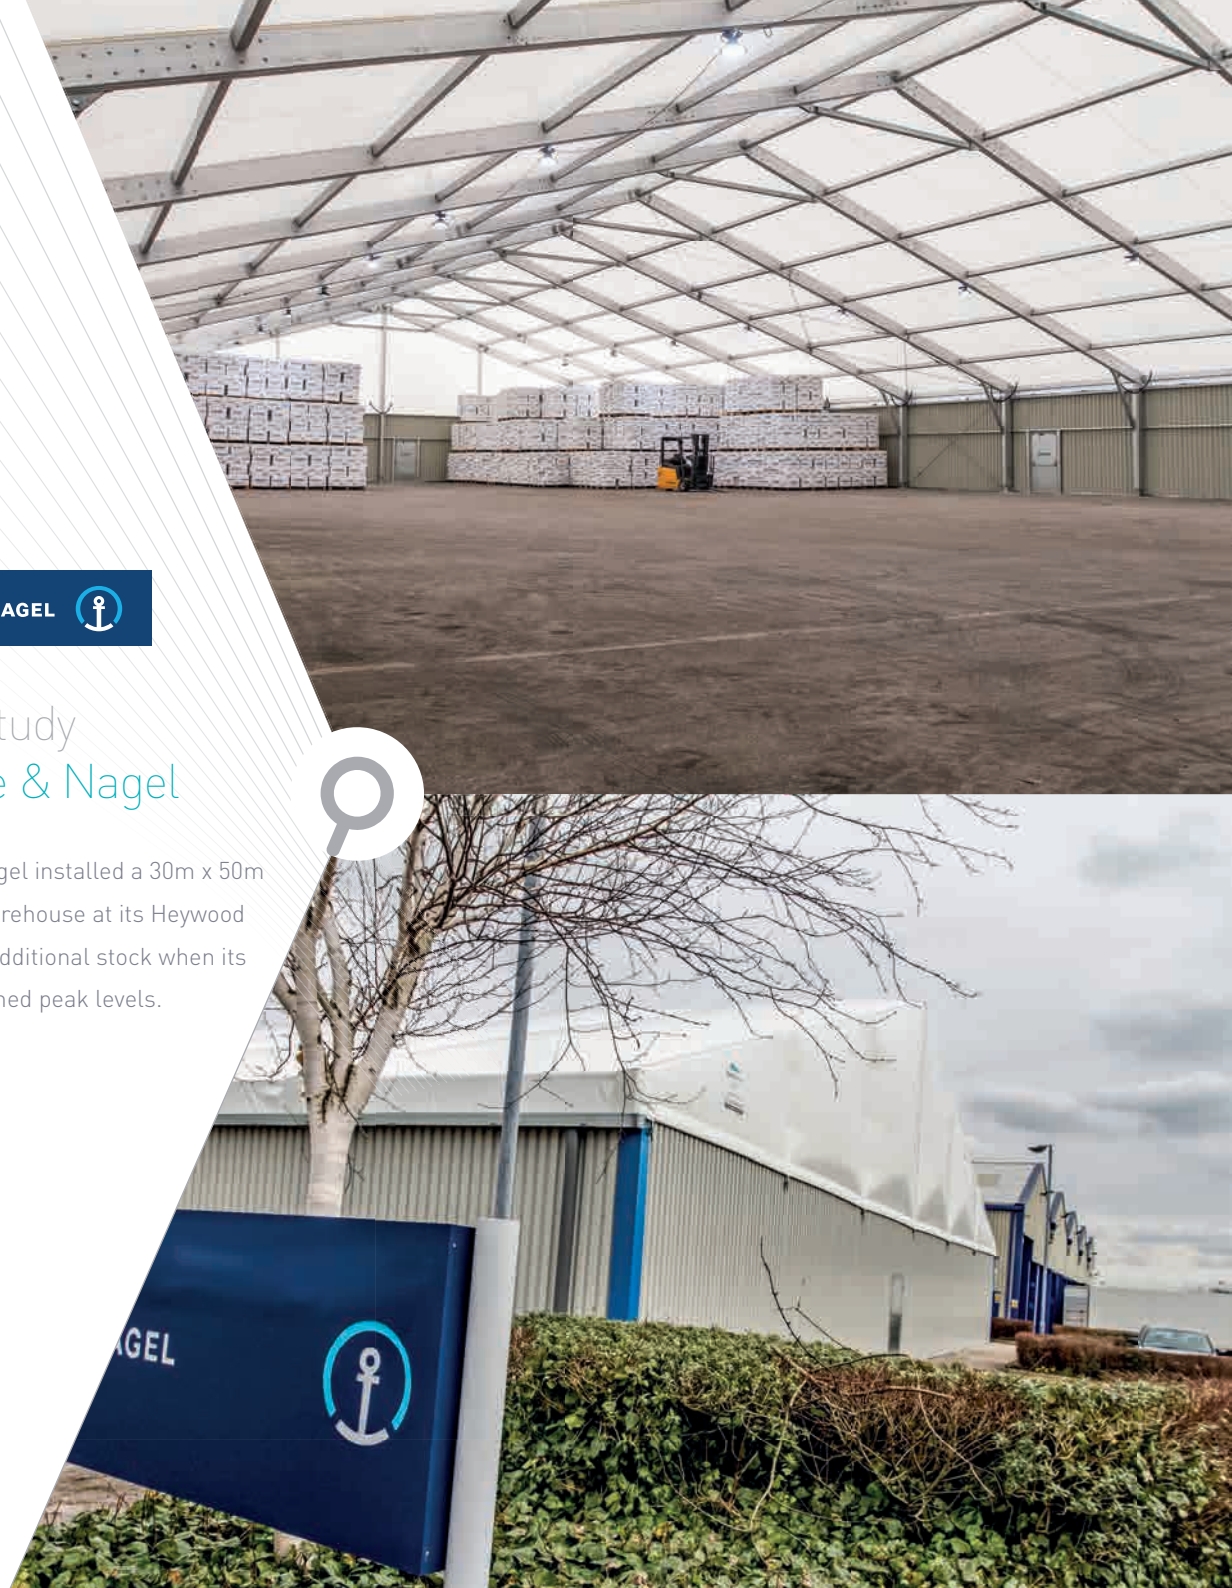 AGEL
tudy
e & Nagel
gel installed a 30m x 50m
rehouse at its Heywood
dditional stock when its
ned peak levels.
AGEL